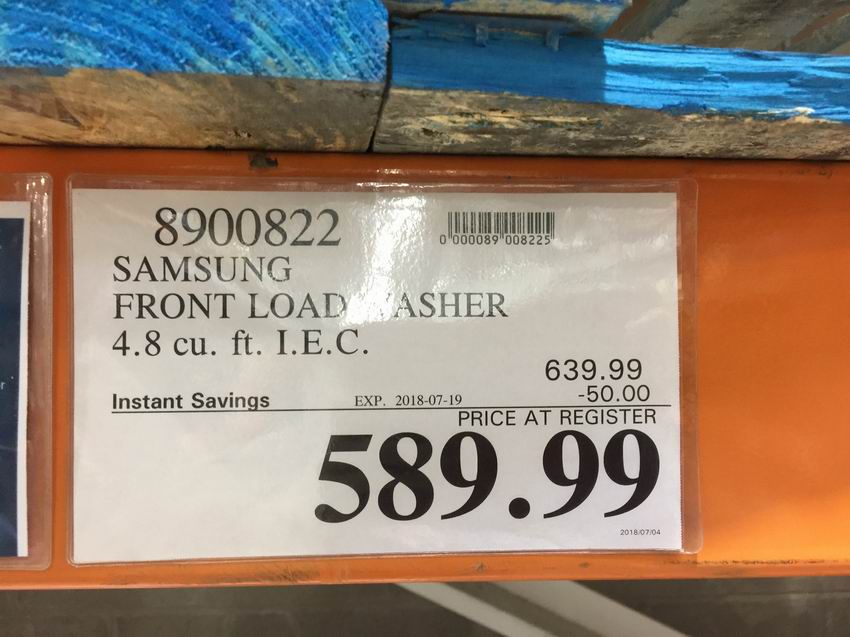 8900822
0 000089 008225
SAMSUNG
FRONT LOAD
4.8 cu. ft. I.E.C.
639.99
Instant Savings EXP. 2018-07-19 -50.00
PRICE AT REGISTER
589.99
2018/07/04